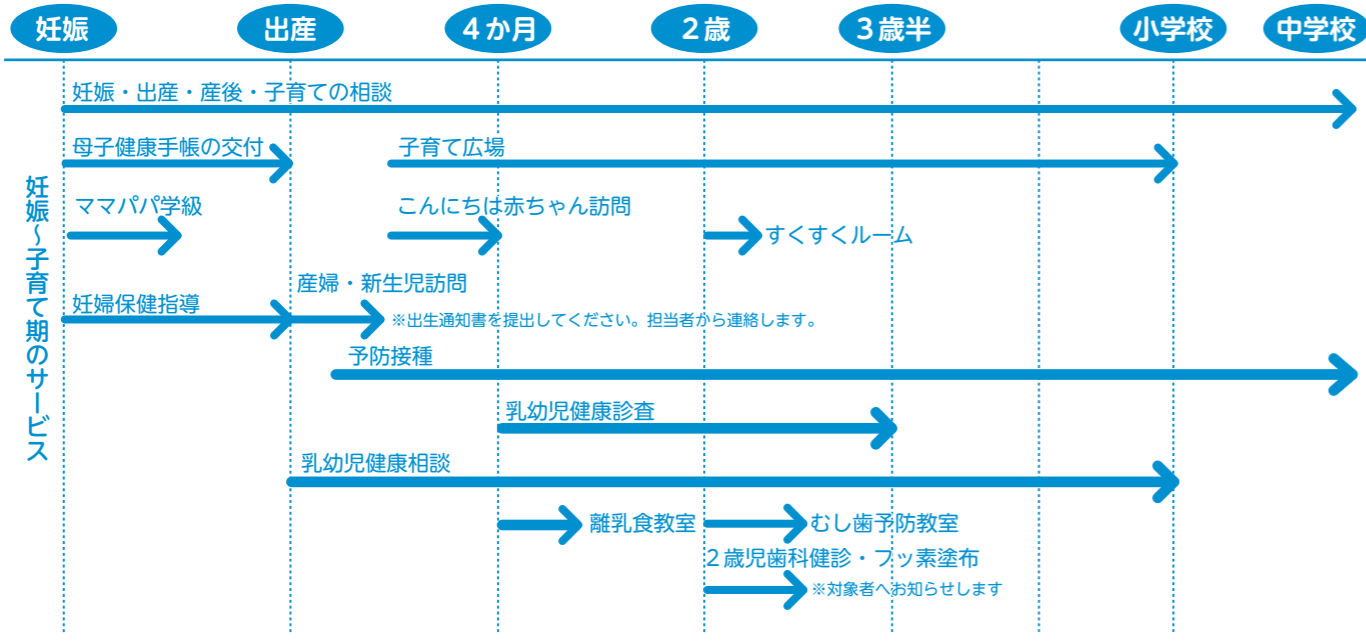 妊娠
出産
４か月
２歳
３歳半
小学校
中学校
妊娠～子育て期のサービス
妊娠・出産・産後・子育ての相談
母子健康手帳の交付
子育て広場
ママパパ学級
こんにちは赤ちゃん訪問
すくすくルーム
産婦・新生児訪問
妊婦保健指導
※出生通知書を提出してください。担当者から連絡します。
予防接種
乳幼児健康診査
乳幼児健康相談
離乳食教室
むし歯予防教室
２歳児歯科健診・フッ素塗布
※対象者へお知らせします